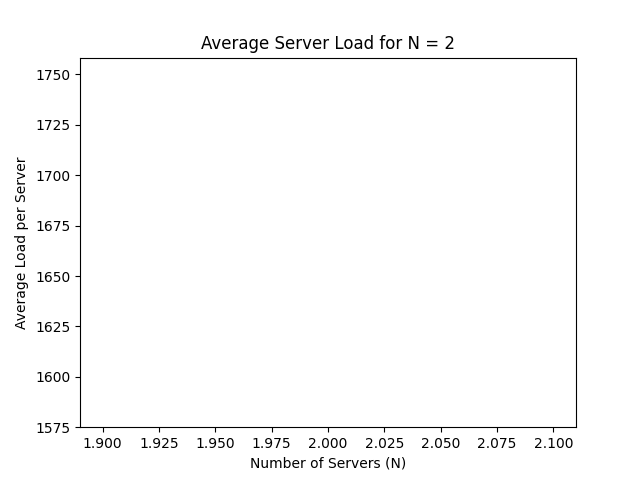 Average Server Load for N = 2
Average Load per Server
1750
1725
1700
1675
1650
1625
1600
1575
1.900 1.925 1.950 1.975 2.000 2.025 2.050 2.075 2.100
Number of Servers (N)